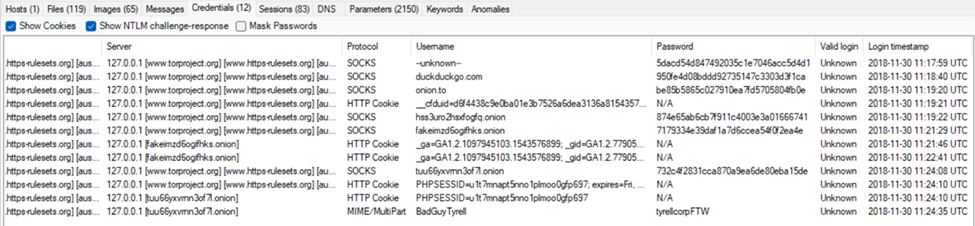 Hosts (1) Files (119) Images (65) Messages Credentials (12) Sessions (83) DNS Parameters (2150) Keywords Anomalies
Show Cookies Show NTLM challenge-response Mask Passwords
Server Protocol Username Password Valid login Login timestamp
.https-rulesets.org] [aus... 127.0.0.1 [www.torproject.org] [www.https-rulesets.org] [au... SOCKS --unknown-- 5dacd54d847492035c1e7046acc5d4d1 Unknown 2018-11-30 11:17:59 UTC
.https-rulesets.org] [aus... 127.0.0.1 [www.torproject.org] [www.https-rulesets.org] [au... SOCKS duckduckgo.com 950fe4d08bddd92735147c3303d3f1ca Unknown 2018-11-30 11:18:40 UTC
.https-rulesets.org] [aus... 127.0.0.1 [www.torproject.org] [www.https-rulesets.org] [au... SOCKS onion.to be85b5865c027910ea7fd5705804fb0e Unknown 2018-11-30 11:19:20 UTC
.https-rulesets.org] [aus... 127.0.0.1 [www.torproject.org] [www.https-rulesets.org] [au... HTTP Cookie __cfduid=d6f4438c9e0ba01e3b7526a6dea3136a8154357... N/A Unknown 2018-11-30 11:19:21 UTC
.https-rulesets.org] [aus... 127.0.0.1 [www.torproject.org] [www.https-rulesets.org] [au... SOCKS hss3uro2hsxfogfq.onion 874e65ab6cb7f911c4003e3a01666741 Unknown 2018-11-30 11:19:22 UTC
.https-rulesets.org] [aus... 127.0.0.1 [www.torproject.org] [www.https-rulesets.org] [au... SOCKS fakeimzd6ogifhks.onion 7179334e39daf1a7d6ccea54f0f2ea4e Unknown 2018-11-30 11:21:29 UTC
.https-rulesets.org] [aus... 127.0.0.1 [fakeimzd6ogifhks.onion] HTTP Cookie _ga=GA1.2.1097945103.1543576899; _gid=GA1.2.77905... N/A Unknown 2018-11-30 11:21:46 UTC
.https-rulesets.org] [aus... 127.0.0.1 [fakeimzd6ogifhks.onion] HTTP Cookie _ga=GA1.2.1097945103.1543576899; _gid=GA1.2.77905... N/A Unknown 2018-11-30 11:22:41 UTC
.https-rulesets.org] [aus... 127.0.0.1 [www.torproject.org] [www.https-rulesets.org] [au... SOCKS tuu66yxvrnn3of7l.onion 732c4f2831cca870a9ea6de80eba15de Unknown 2018-11-30 11:24:08 UTC
.https-rulesets.org] [aus... 127.0.0.1 [www.torproject.org] [www.https-rulesets.org] [au... HTTP Cookie PHPSESSID=u1t7mnapt5nno1plmoo0gfp697; expires=Fri, ... N/A Unknown 2018-11-30 11:24:10 UTC
.https-rulesets.org] [aus... 127.0.0.1 [tuu66yxvrnn3of7l.onion] HTTP Cookie PHPSESSID=u1t7mnapt5nno1plmoo0gfp697 N/A Unknown 2018-11-30 11:24:10 UTC
.https-rulesets.org] [aus... 127.0.0.1 [tuu66yxvrnn3of7l.onion] MIME/MultiPart BadGuyTyrell tyrellcorpFTW Unknown 2018-11-30 11:24:35 UTC